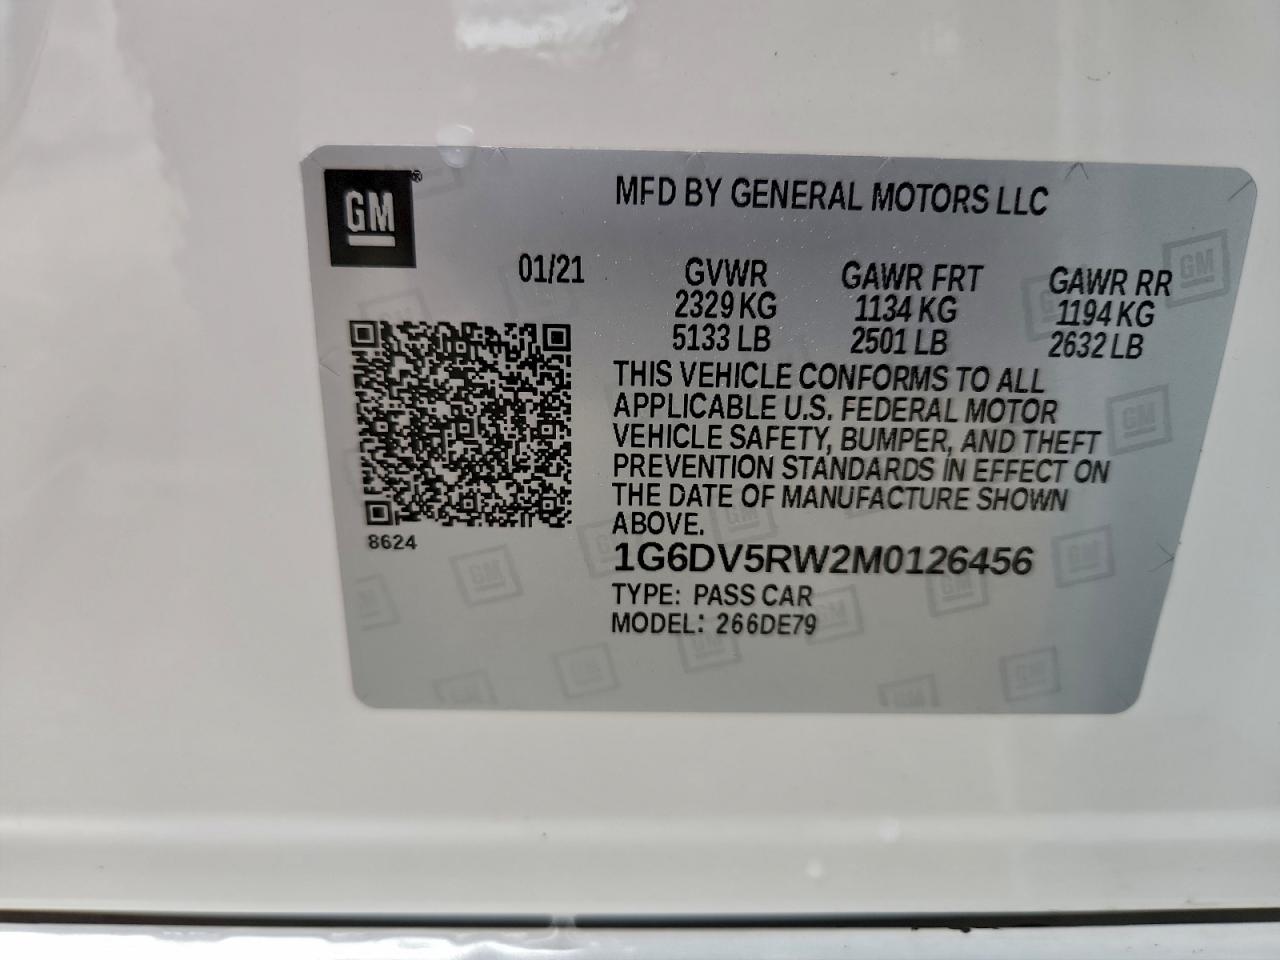 GM®
MFD BY GENERAL MOTORS LLC
01/21
GVWR GAWR FRT GAWR RR
2329 KG 1134 KG 1194 KG
5133 LB 2501 LB 2632 LB
THIS VEHICLE CONFORMS TO ALL
APPLICABLE U.S. FEDERAL MOTOR
VEHICLE SAFETY, BUMPER, AND THEFT
PREVENTION STANDARDS IN EFFECT ON
THE DATE OF MANUFACTURE SHOWN
ABOVE.
8624
1G6DV5RW2M0126456
TYPE: PASS CAR
MODEL: 266DE79